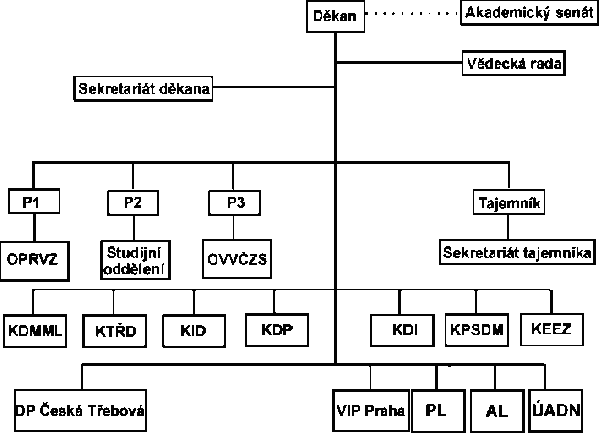 Děkan
Akademický senát
Vědecká rada
Sekretariát děkana
P1
P2
P3
Tajemník
OPRVZ
Studijní
oddělení
OVVČZS
Sekretariát tajemníka
KDMML
KTŘD
KID
KDP
KDI
KPSDM
KEEZ
DP Česká Třebová
VIP Praha
PL
AL
ÚADN